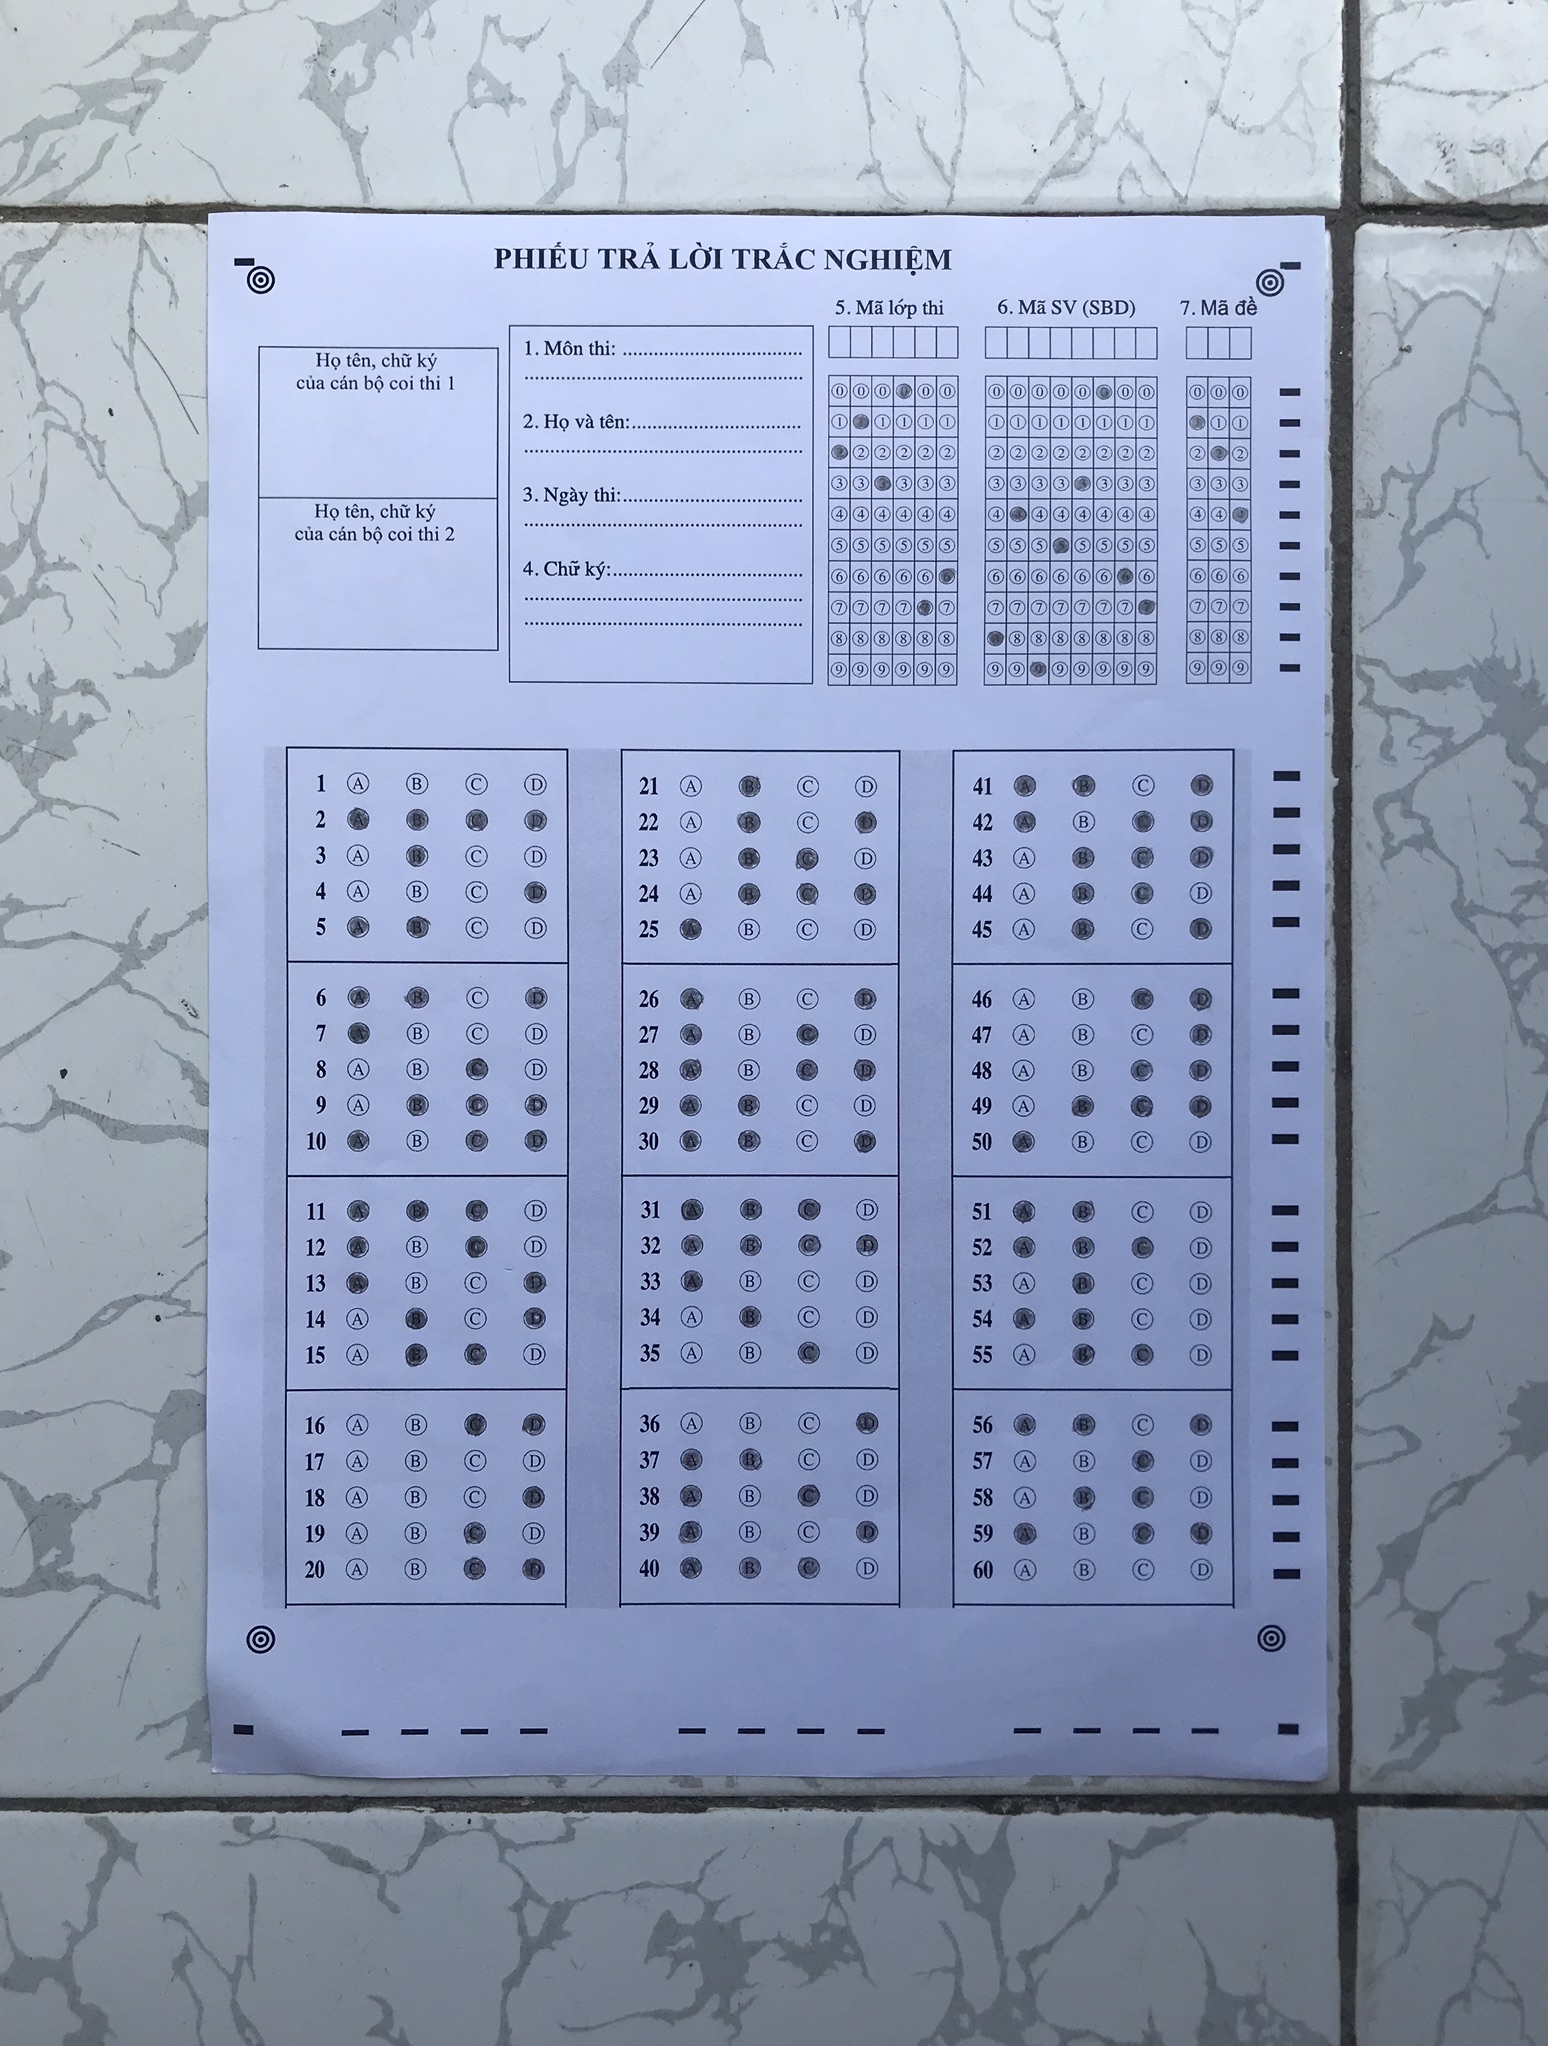 PHIẾU TRẢ LỜI TRẮC NGHIỆM
5. Mã lớp thi 6. Mã SV (SBD) 7. Mã đề
Họ tên, chữ ký
của cán bộ coi thi 1
Họ tên, chữ ký
của cán bộ coi thi 2
1. Môn thi: ....................................
2. Họ và tên:..................................
3. Ngày thi:....................................
4. Chữ ký:......................................
0 0 0 0 0 0 0 0 0 0 0 0 0 0 0 0 0
1 1 1 1 1 1 1 1 1 1 1 1 1 1 1 1 1
2 2 2 2 2 2 2 2 2 2 2 2 2 2 2 2 2
3 3 3 3 3 3 3 3 3 3 3 3 3 3 3 3 3
4 4 4 4 4 4 4 4 4 4 4 4 4 4 4 4 4
5 5 5 5 5 5 5 5 5 5 5 5 5 5 5 5 5
6 6 6 6 6 6 6 6 6 6 6 6 6 6 6 6 6
7 7 7 7 7 7 7 7 7 7 7 7 7 7 7 7 7
8 8 8 8 8 8 8 8 8 8 8 8 8 8 8 8 8
9 9 9 9 9 9 9 9 9 9 9 9 9 9 9 9 9
1 A B C D
2 A B C D
3 A B C D
4 A B C D
5 A B C D
6 A B C D
7 A B C D
8 A B C D
9 A B C D
10 A B C D
11 A B C D
12 A B C D
13 A B C D
14 A B C D
15 A B C D
16 A B C D
17 A B C D
18 A B C D
19 A B C D
20 A B C D
21 A B C D
22 A B C D
23 A B C D
24 A B C D
25 A B C D
26 A B C D
27 A B C D
28 A B C D
29 A B C D
30 A B C D
31 A B C D
32 A B C D
33 A B C D
34 A B C D
35 A B C D
36 A B C D
37 A B C D
38 A B C D
39 A B C D
40 A B C D
41 A B C D
42 A B C D
43 A B C D
44 A B C D
45 A B C D
46 A B C D
47 A B C D
48 A B C D
49 A B C D
50 A B C D
51 A B C D
52 A B C D
53 A B C D
54 A B C D
55 A B C D
56 A B C D
57 A B C D
58 A B C D
59 A B C D
60 A B C D